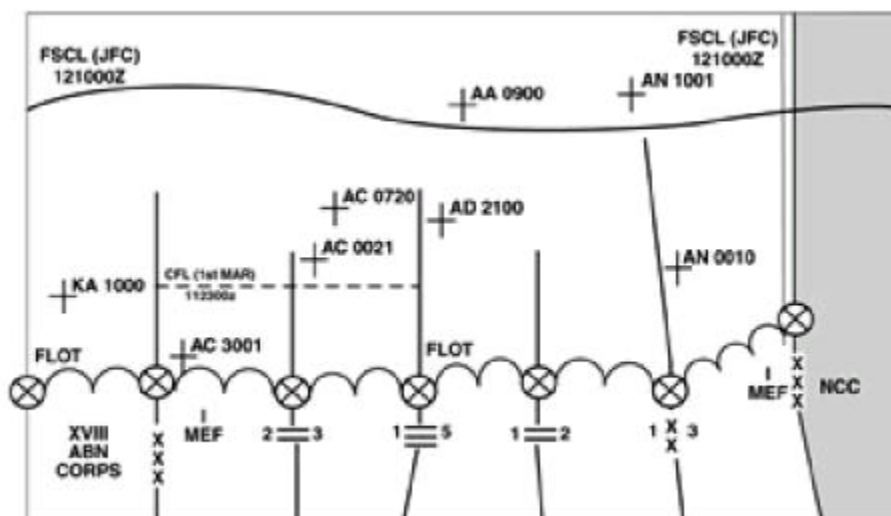 FSCL (JFC)
121000Z
FSCL (JFC)
121000Z
AA 0900
AN 1001
AC 0720
AD 2100
AC 0021
AN 0010
KA 1000
CFL (1st MAR)
112300z
AC 3001
FLOT
FLOT
XVIII
ABN
CORPS
XXX
I
MEF
2 3
1 5
1 2
1 XX 3
I
MEF
XXX
NCC